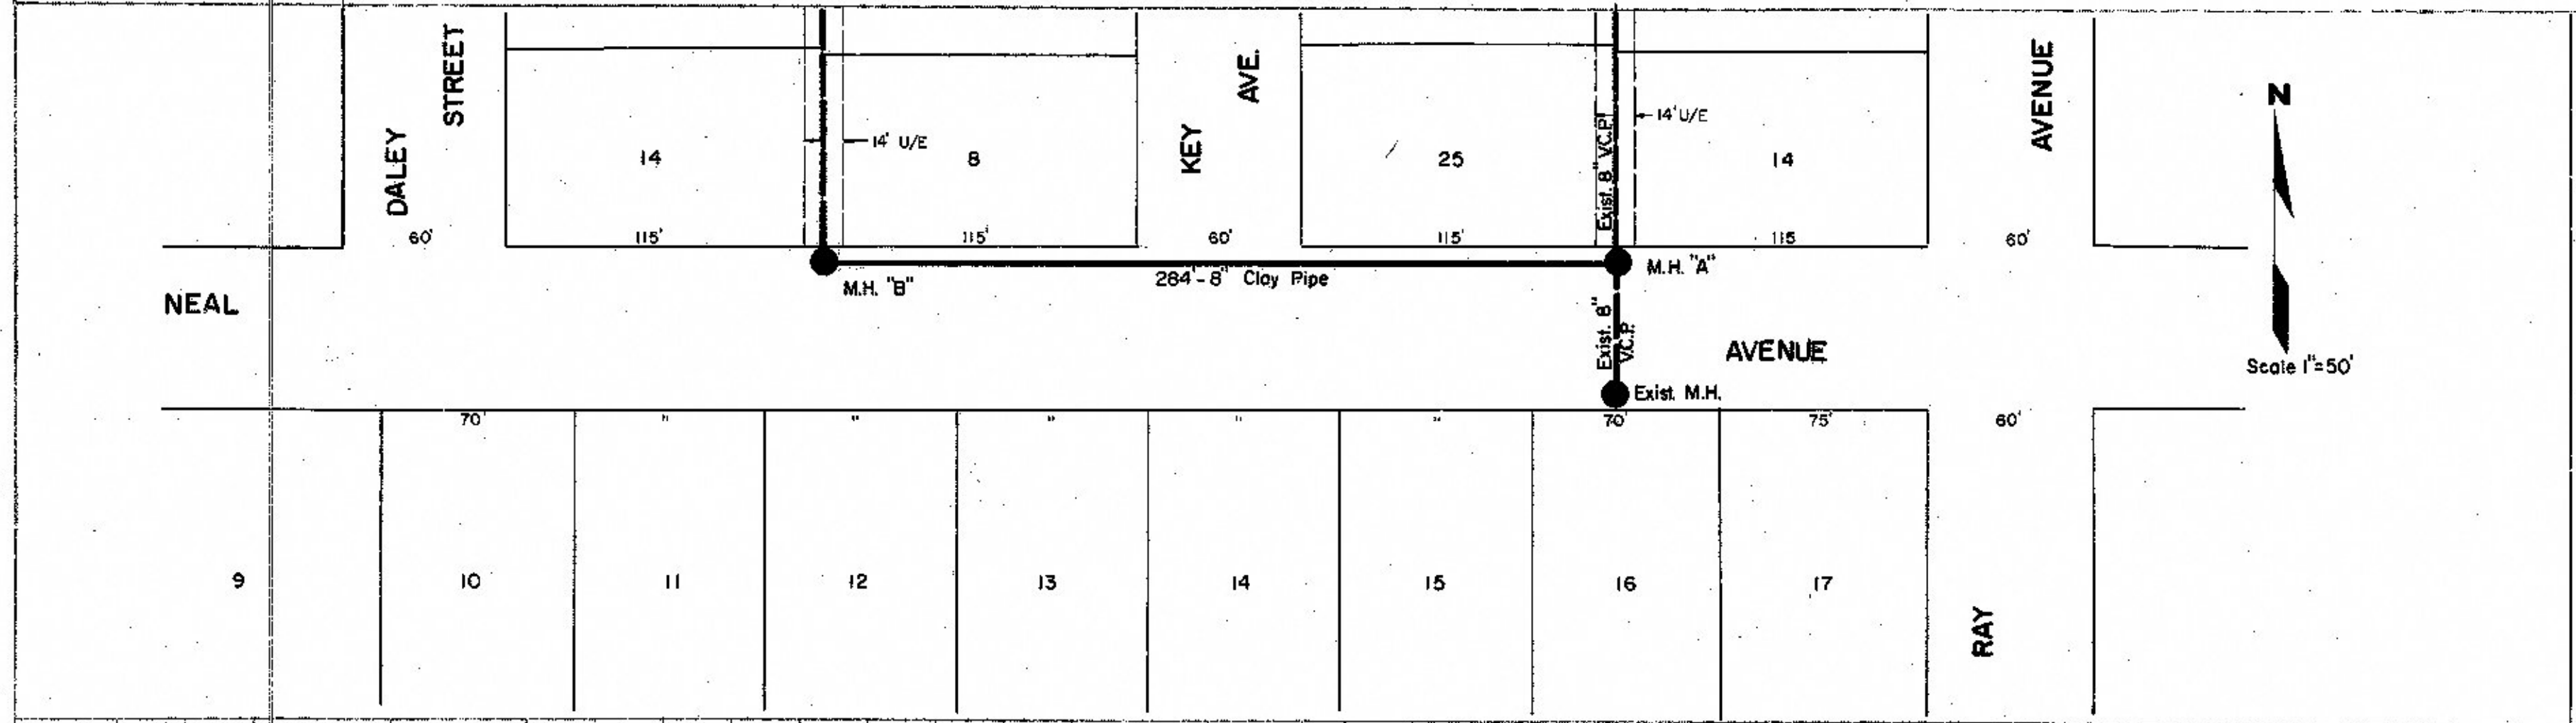 DALEY
STREET
KEY
AVE.
AVENUE
N
14
14' U/E
8
25
Exist. 8" V.C.P.
14' U/E
14
60'
115'
115'
60'
115'
115
60'
NEAL
M.H. "B"
284'-8" Clay Pipe
M.H. "A"
Exist. 8"
V.C.P.
AVENUE
Scale 1"=50'
Exist. M.H.
70'
"
"
"
"
"
70'
75'
60'
9
10
11
12
13
14
15
16
17
RAY